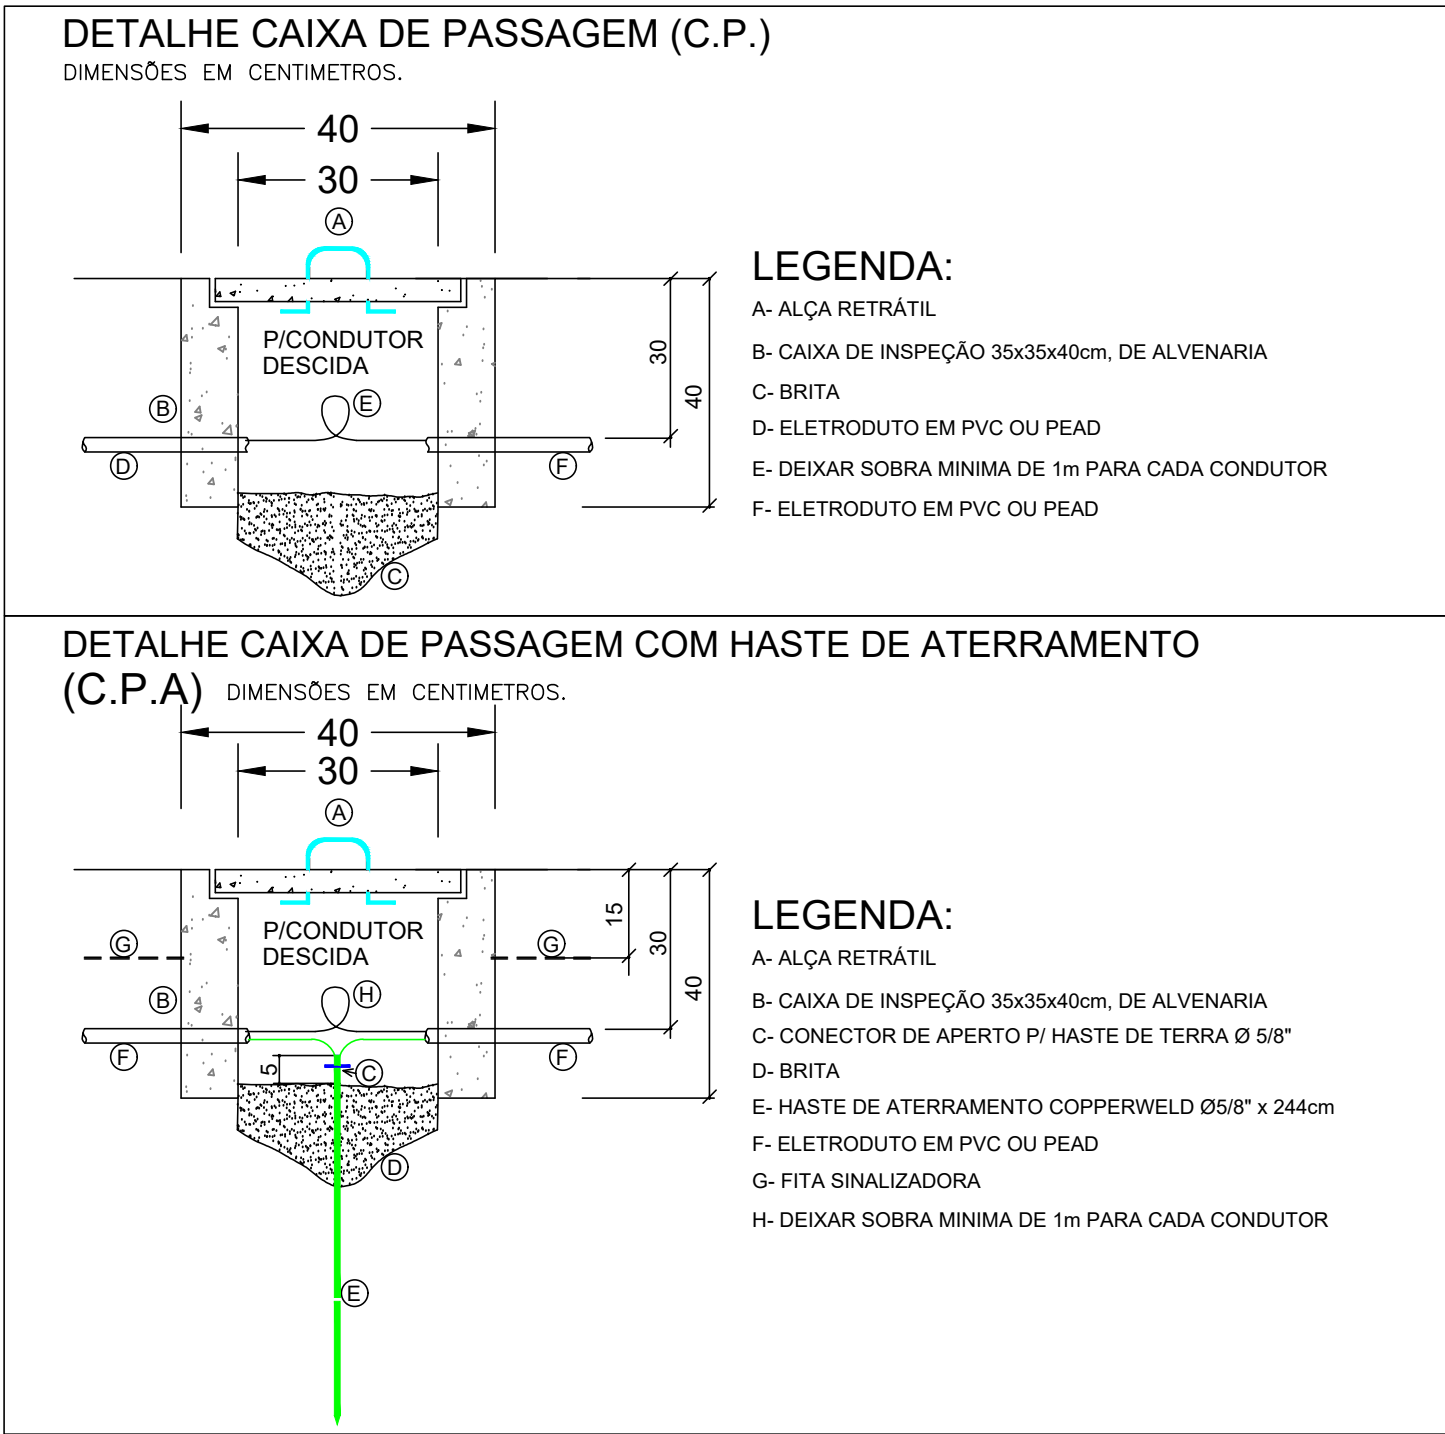 DETALHE CAIXA DE PASSAGEM (C.P.)
DIMENSÕES EM CENTIMETROS.
40
30
A
P/CONDUTOR
DESCIDA
E
B
D
F
C
30
40
LEGENDA:
A- ALÇA RETRÁTIL
B- CAIXA DE INSPEÇÃO 35x35x40cm, DE ALVENARIA
C- BRITA
D- ELETRODUTO EM PVC OU PEAD
E- DEIXAR SOBRA MINIMA DE 1m PARA CADA CONDUTOR
F- ELETRODUTO EM PVC OU PEAD
DETALHE CAIXA DE PASSAGEM COM HASTE DE ATERRAMENTO
(C.P.A) DIMENSÕES EM CENTIMETROS.
40
30
A
P/CONDUTOR
DESCIDA
G
G
B
H
F
F
5
C
D
E
15
30
40
LEGENDA:
A- ALÇA RETRÁTIL
B- CAIXA DE INSPEÇÃO 35x35x40cm, DE ALVENARIA
C- CONECTOR DE APERTO P/ HASTE DE TERRA Ø 5/8"
D- BRITA
E- HASTE DE ATERRAMENTO COPPERWELD Ø5/8" x 244cm
F- ELETRODUTO EM PVC OU PEAD
G- FITA SINALIZADORA
H- DEIXAR SOBRA MINIMA DE 1m PARA CADA CONDUTOR